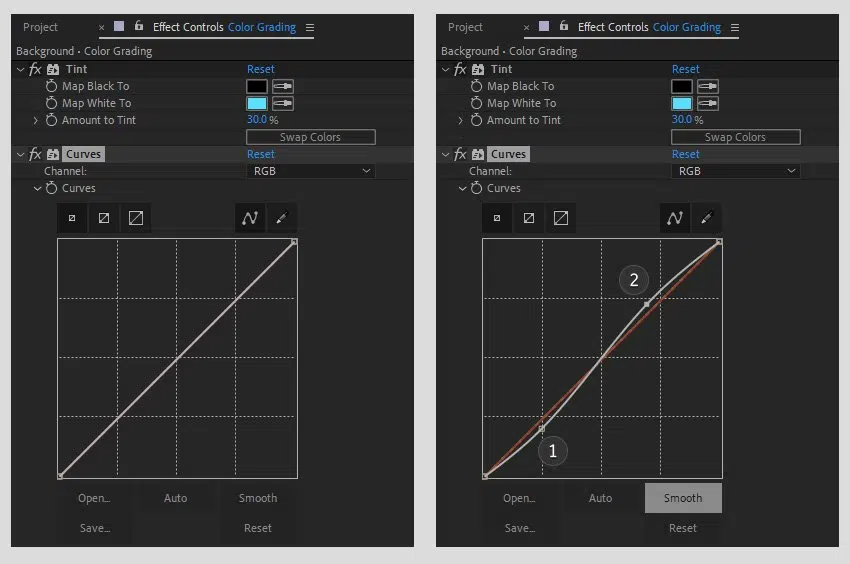 Project × Effect Controls Color Grading
Background • Color Grading
fx Tint Reset
Map Black To
Map White To
Amount to Tint 30.0 %
Swap Colors
fx Curves Reset
Channel: RGB
Curves
Open... Auto Smooth
Save... Reset
Project × Effect Controls Color Grading
Background • Color Grading
fx Tint Reset
Map Black To
Map White To
Amount to Tint 30.0 %
Swap Colors
fx Curves Reset
Channel: RGB
Curves
2
1
Open... Auto Smooth
Save... Reset